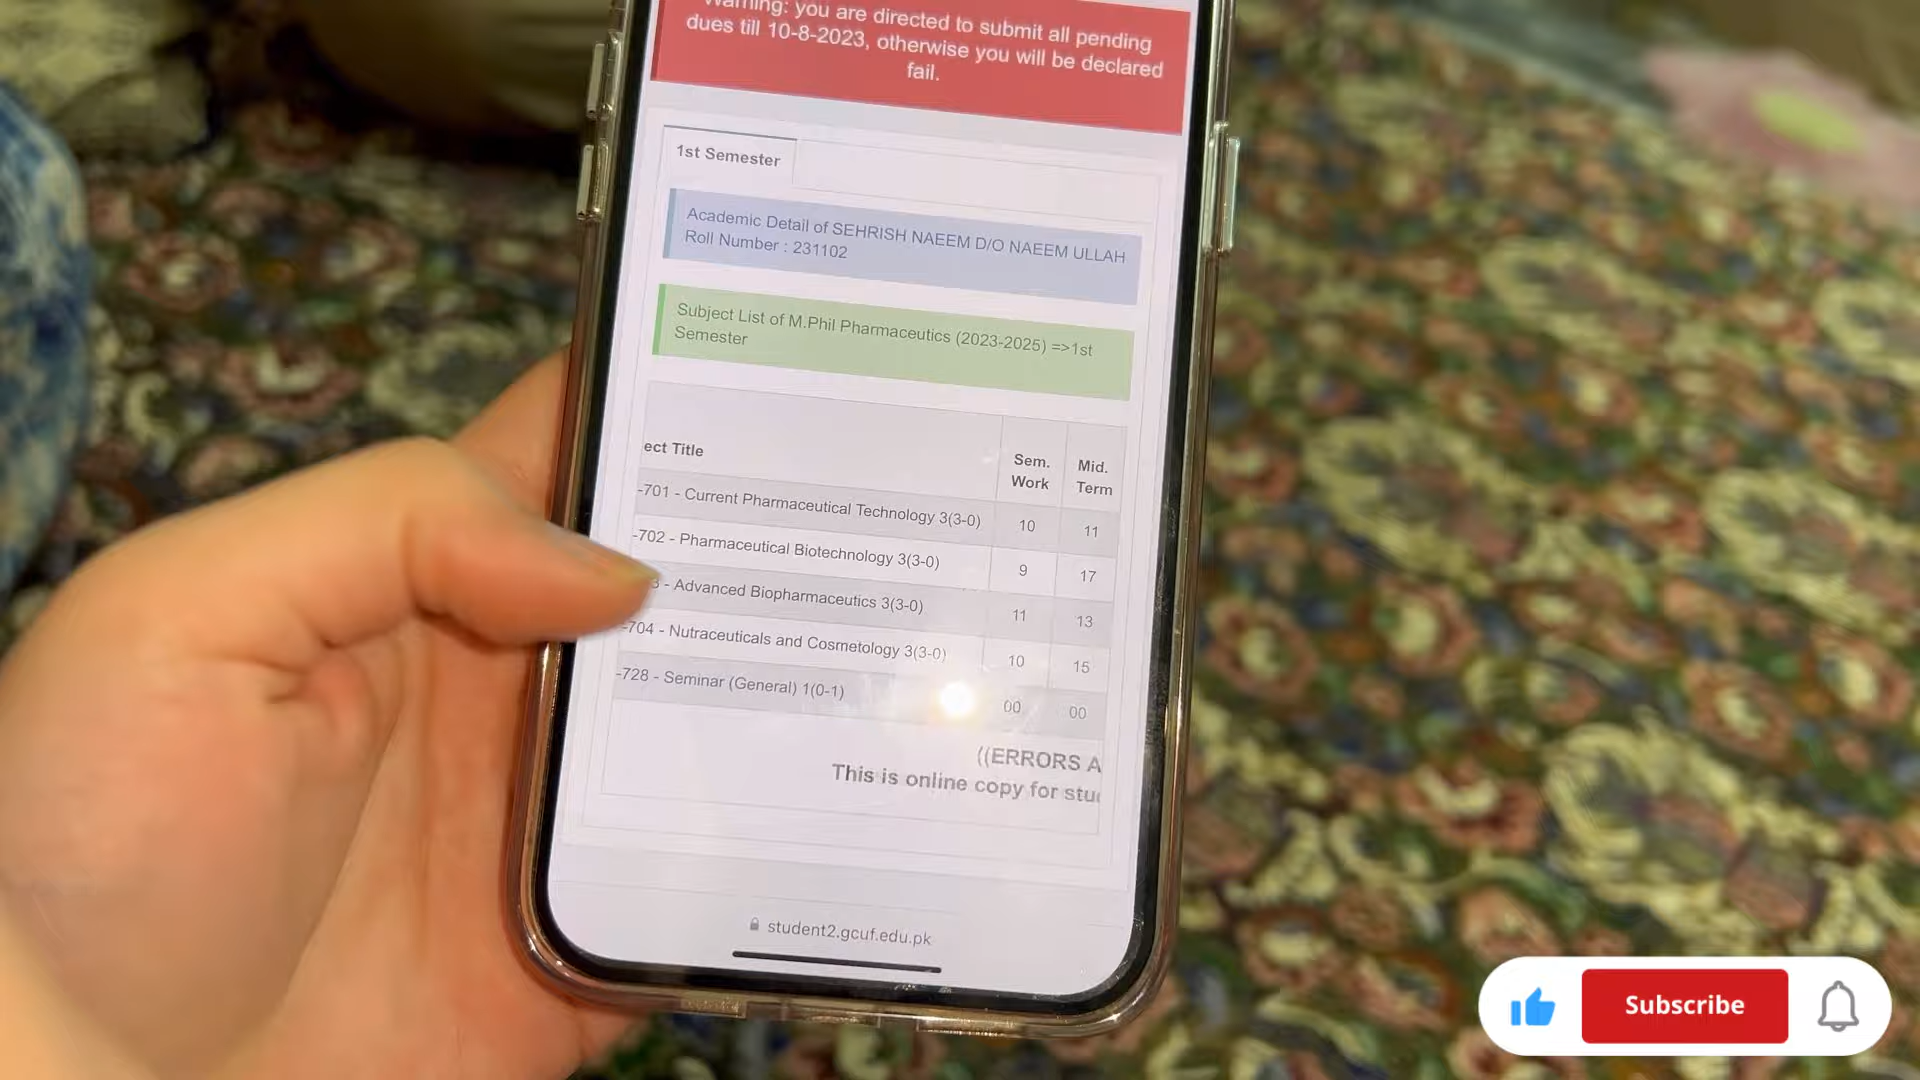 Warning: you are directed to submit all pending
dues till 10-8-2023, otherwise you will be declared
fail.
1st Semester
Academic Detail of SEHRISH NAEEM D/O NAEEM ULLAH
Roll Number : 231102
Subject List of M.Phil Pharmaceutics (2023-2025) =>1st
Semester
ect Title Sem. Work Mid. Term
-701 - Current Pharmaceutical Technology 3(3-0) 10 11
-702 - Pharmaceutical Biotechnology 3(3-0) 9 17
3 - Advanced Biopharmaceutics 3(3-0) 11 13
-704 - Nutraceuticals and Cosmetology 3(3-0) 10 15
-728 - Seminar (General) 1(0-1) 00 00
((ERRORS A
This is online copy for stu
student2.gcuf.edu.pk
Subscribe